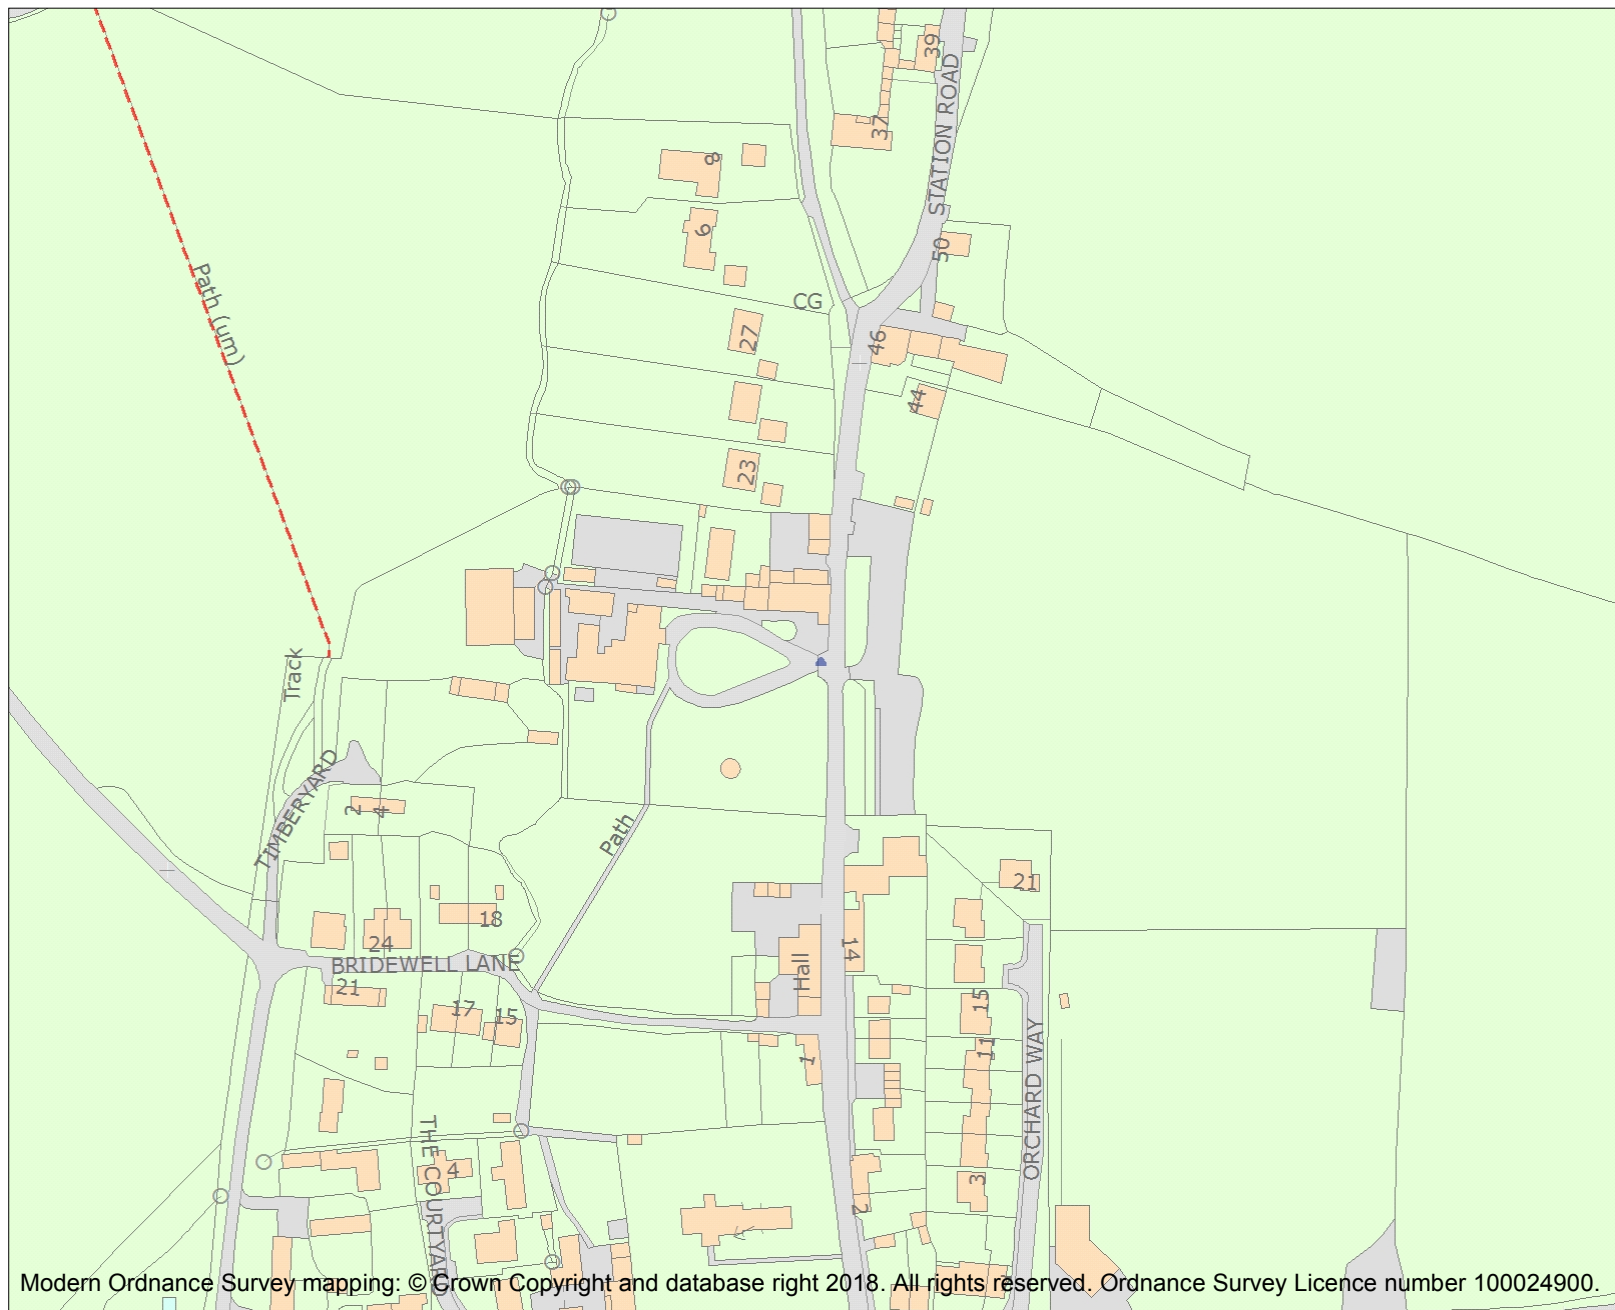 39
STATION ROAD
37
8
6
50
Path (um)
CG
27
46
44
23
Track
TIMBERYARD
2
4
Path
21
18
24
14
BRIDEWELL LANE
Hall
21
17
15
15
11
1
ORCHARD WAY
THE COURTYARD
4
3
2
Modern Ordnance Survey mapping: © Crown Copyright and database right 2018. All rights reserved. Ordnance Survey Licence number 100024900.